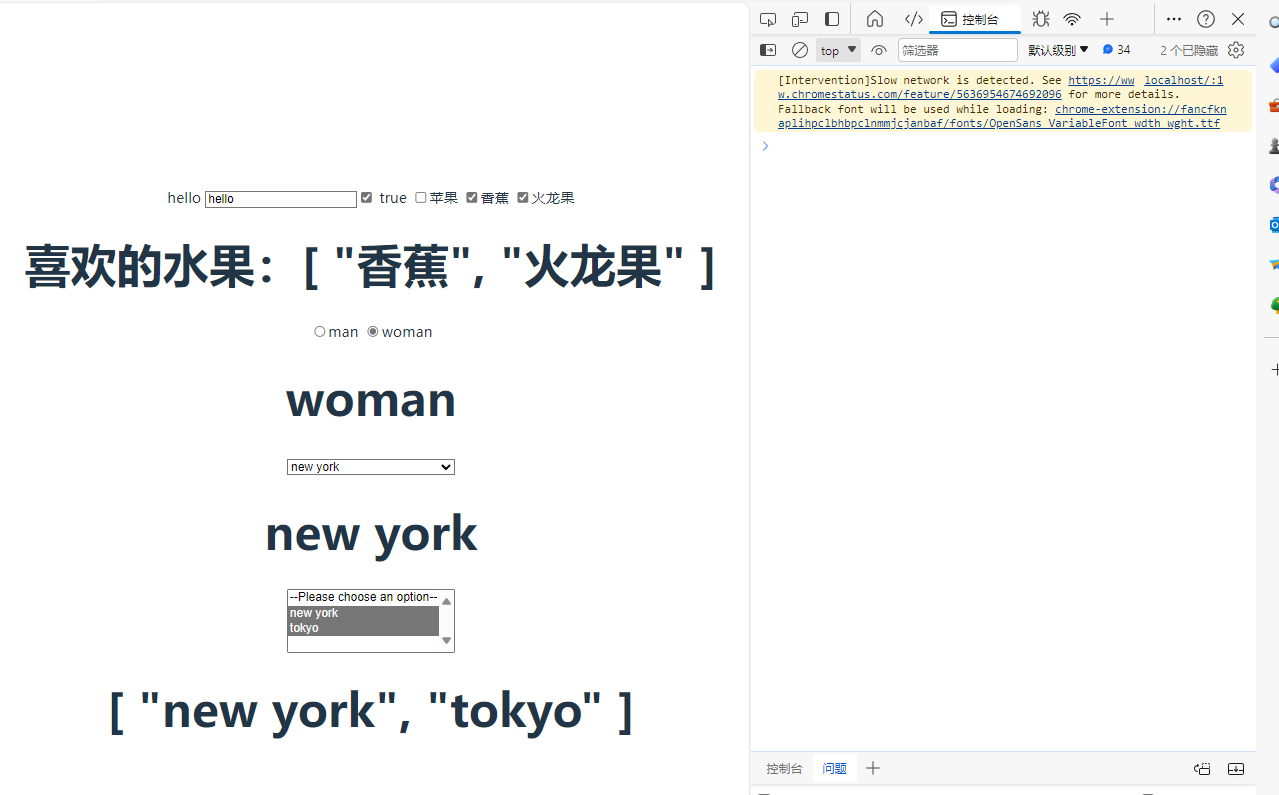 hello hello true 苹果 香蕉 火龙果
喜欢的水果：[ "香蕉", "火龙果" ]
man woman
woman
new york
new york
--Please choose an option--
new york
tokyo
[ "new york", "tokyo" ]
控制台
top 筛选器 默认级别 34 2 个已隐藏
[Intervention]Slow network is detected. See https://ww localhost/:1
w.chromestatus.com/feature/5636954674692096 for more details.
Fallback font will be used while loading: chrome-extension://fancfkn
aplihpclbhbpclnmmjcjanbaf/fonts/OpenSans_VariableFont_wdth_wght.ttf
控制台 问题